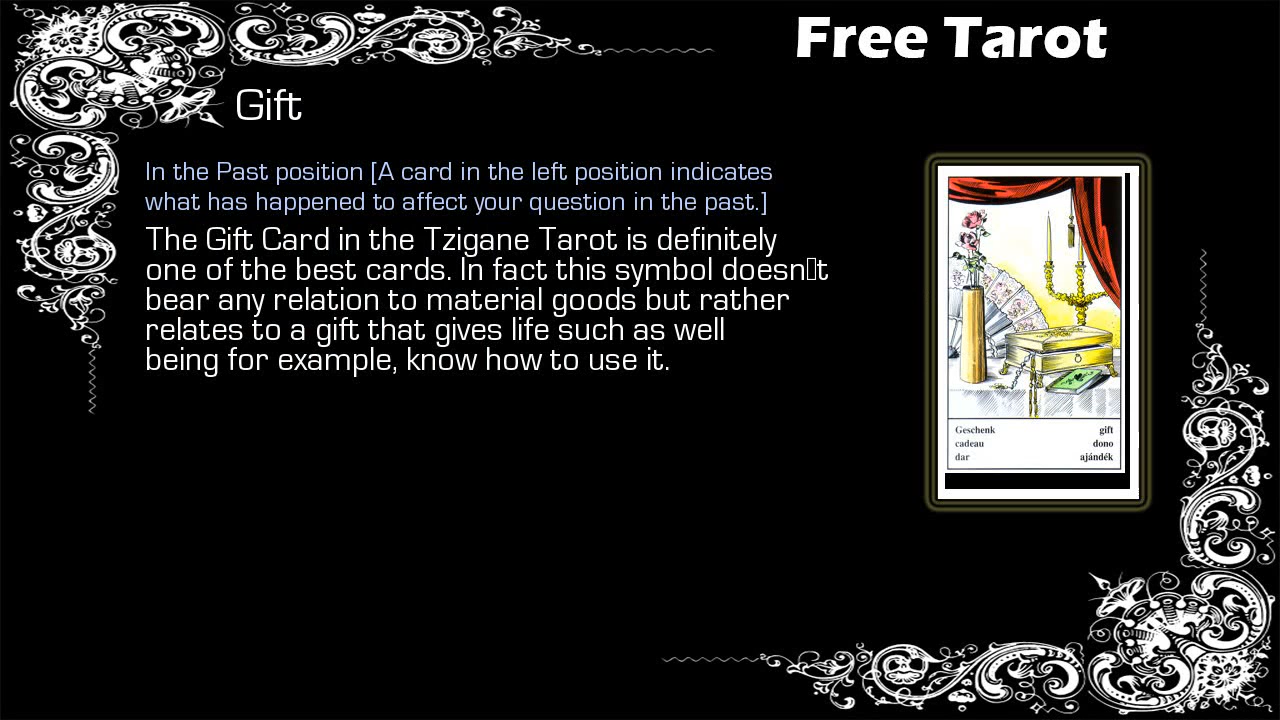 Free Tarot
Gift
In the Past position [A card in the left position indicates
what has happened to affect your question in the past.]
The Gift Card in the Tzigane Tarot is definitely
one of the best cards. In fact this symbol doesn▯t
bear any relation to material goods but rather
relates to a gift that gives life such as well
being for example, know how to use it.
Geschenk gift
cadeau dono
dar ajándék